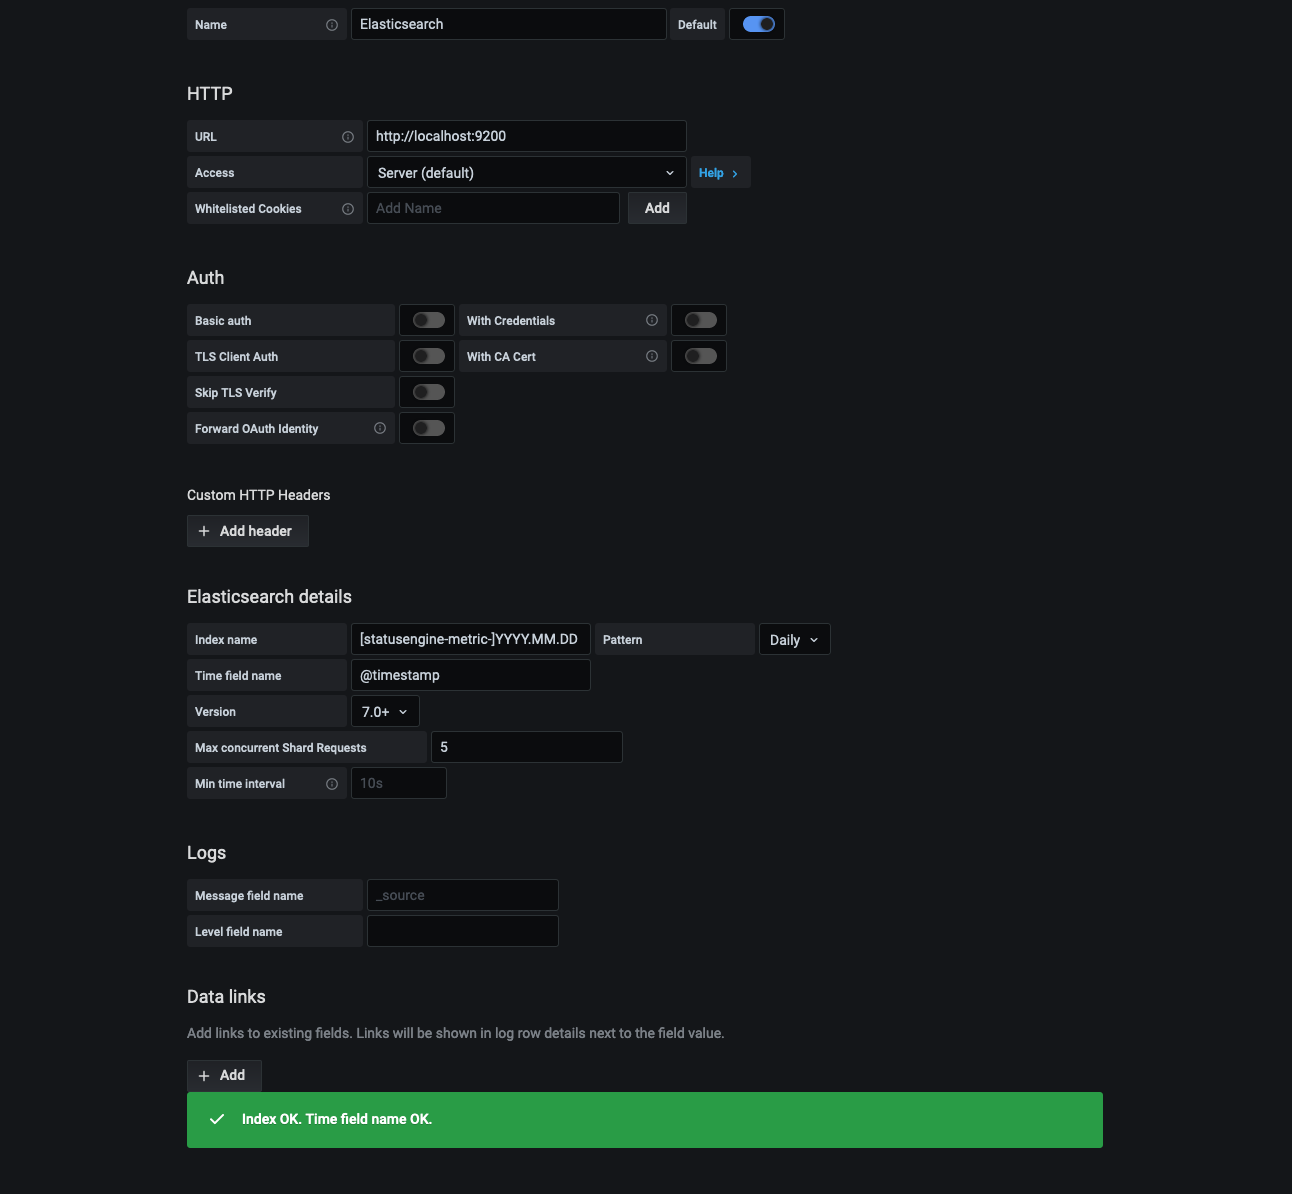 Name Elasticsearch Default
HTTP
URL http://localhost:9200
Access Server (default) Help
Whitelisted Cookies Add Name Add
Auth
Basic auth With Credentials
TLS Client Auth With CA Cert
Skip TLS Verify
Forward OAuth Identity
Custom HTTP Headers
+ Add header
Elasticsearch details
Index name [statusengine-metric-]YYYY.MM.DD Pattern Daily
Time field name @timestamp
Version 7.0+
Max concurrent Shard Requests 5
Min time interval 10s
Logs
Message field name _source
Level field name
Data links
Add links to existing fields. Links will be shown in log row details next to the field value.
+ Add
Index OK. Time field name OK.